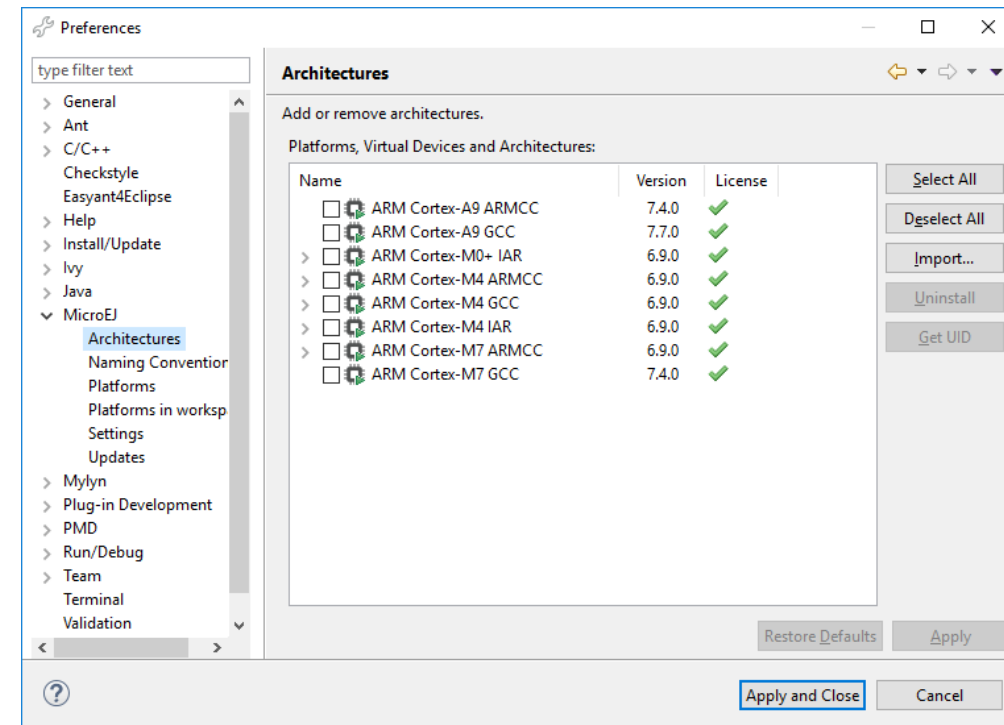 Preferences
type filter text
General
Ant
C/C++
Checkstyle
Easyant4Eclipse
Help
Install/Update
Ivy
Java
MicroEJ
Architectures
Naming Convention
Platforms
Platforms in worksp
Settings
Updates
Mylyn
Plug-in Development
PMD
Run/Debug
Team
Terminal
Validation
Architectures
Add or remove architectures.
Platforms, Virtual Devices and Architectures:
Name Version License
ARM Cortex-A9 ARMCC 7.4.0
ARM Cortex-A9 GCC 7.7.0
ARM Cortex-M0+ IAR 6.9.0
ARM Cortex-M4 ARMCC 6.9.0
ARM Cortex-M4 GCC 6.9.0
ARM Cortex-M4 IAR 6.9.0
ARM Cortex-M7 ARMCC 6.9.0
ARM Cortex-M7 GCC 7.4.0
Select All
Deselect All
Import...
Uninstall
Get UID
Restore Defaults Apply
? Apply and Close Cancel